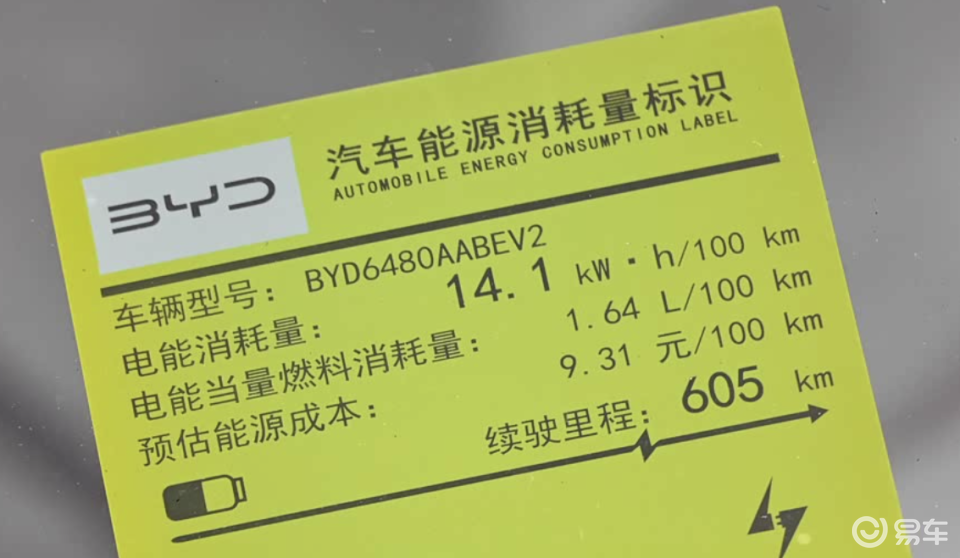 BYD
汽车能源消耗量标识
AUTOMOBILE ENERGY CONSUMPTION LABEL
车辆型号： BYD6480AABEV2
电能消耗量： 14.1 kW·h/100 km
电能当量燃料消耗量： 1.64 L/100 km
预估能源成本： 9.31 元/100 km
续驶里程： 605 km
易车